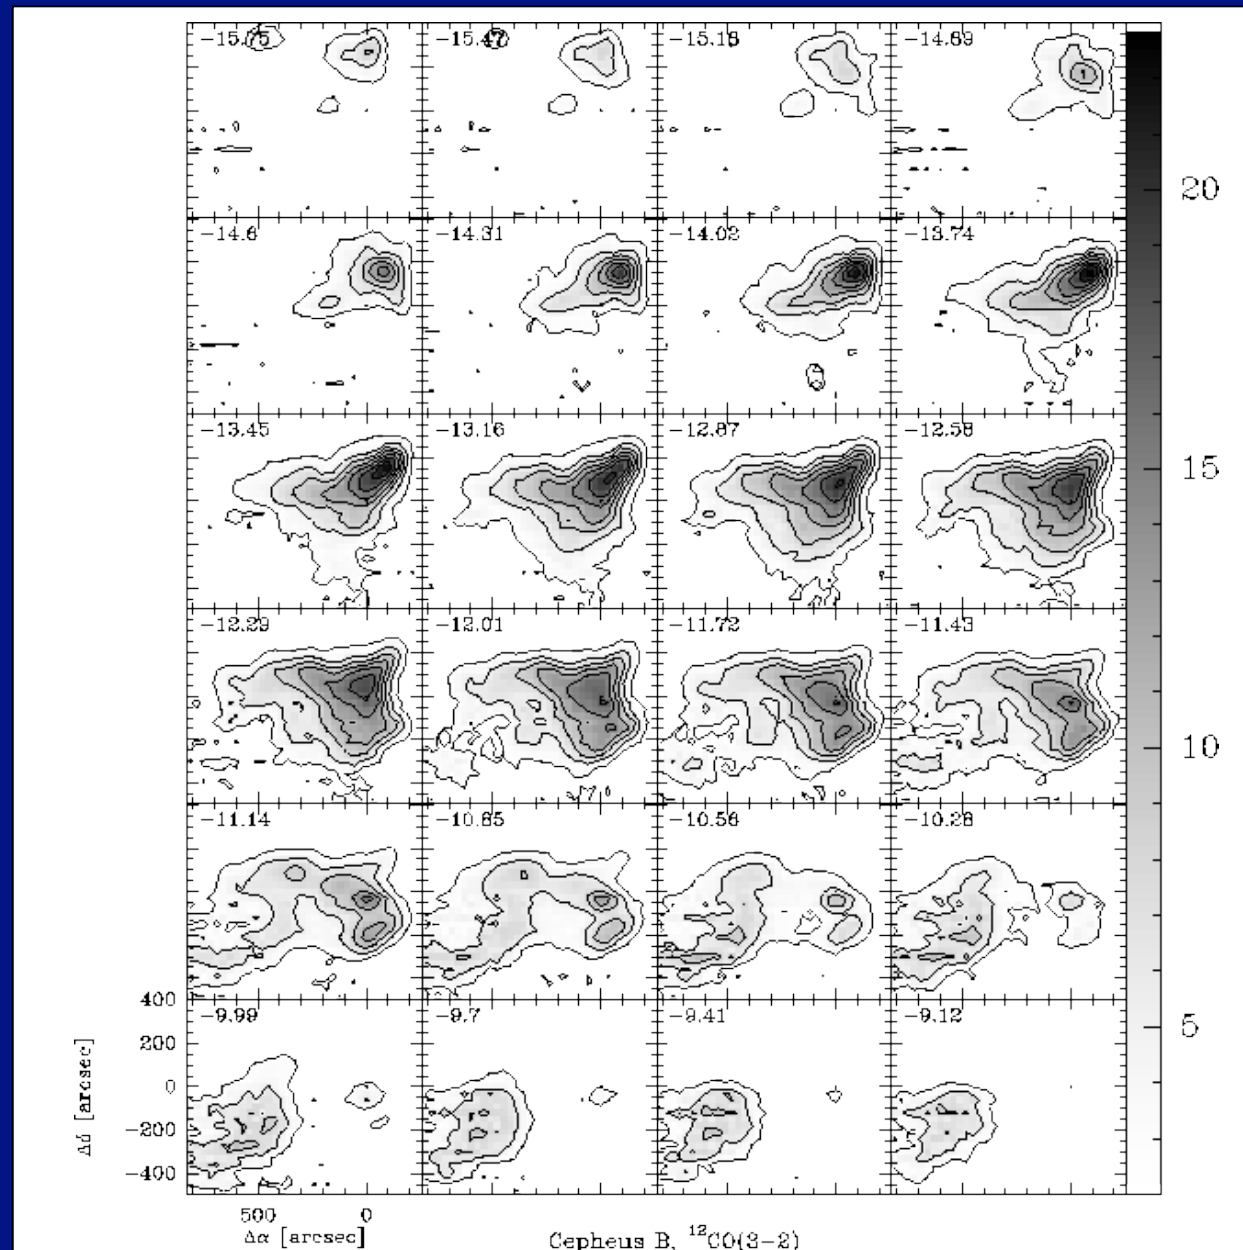 -15.75 -15.47 -15.18 -14.89
20
-14.6 -14.31 -14.02 -13.74
-13.45 -13.16 -12.87 -12.58
15
-12.29 -12.01 -11.72 -11.43
10
-11.14 -10.85 -10.56 -10.28
400
-9.99 -9.7 -9.41 -9.12
5
200
0
-200
-400
Δδ [arcsec]
500 0
Δα [arcsec]
Cepheus B, ¹²CO(3-2)